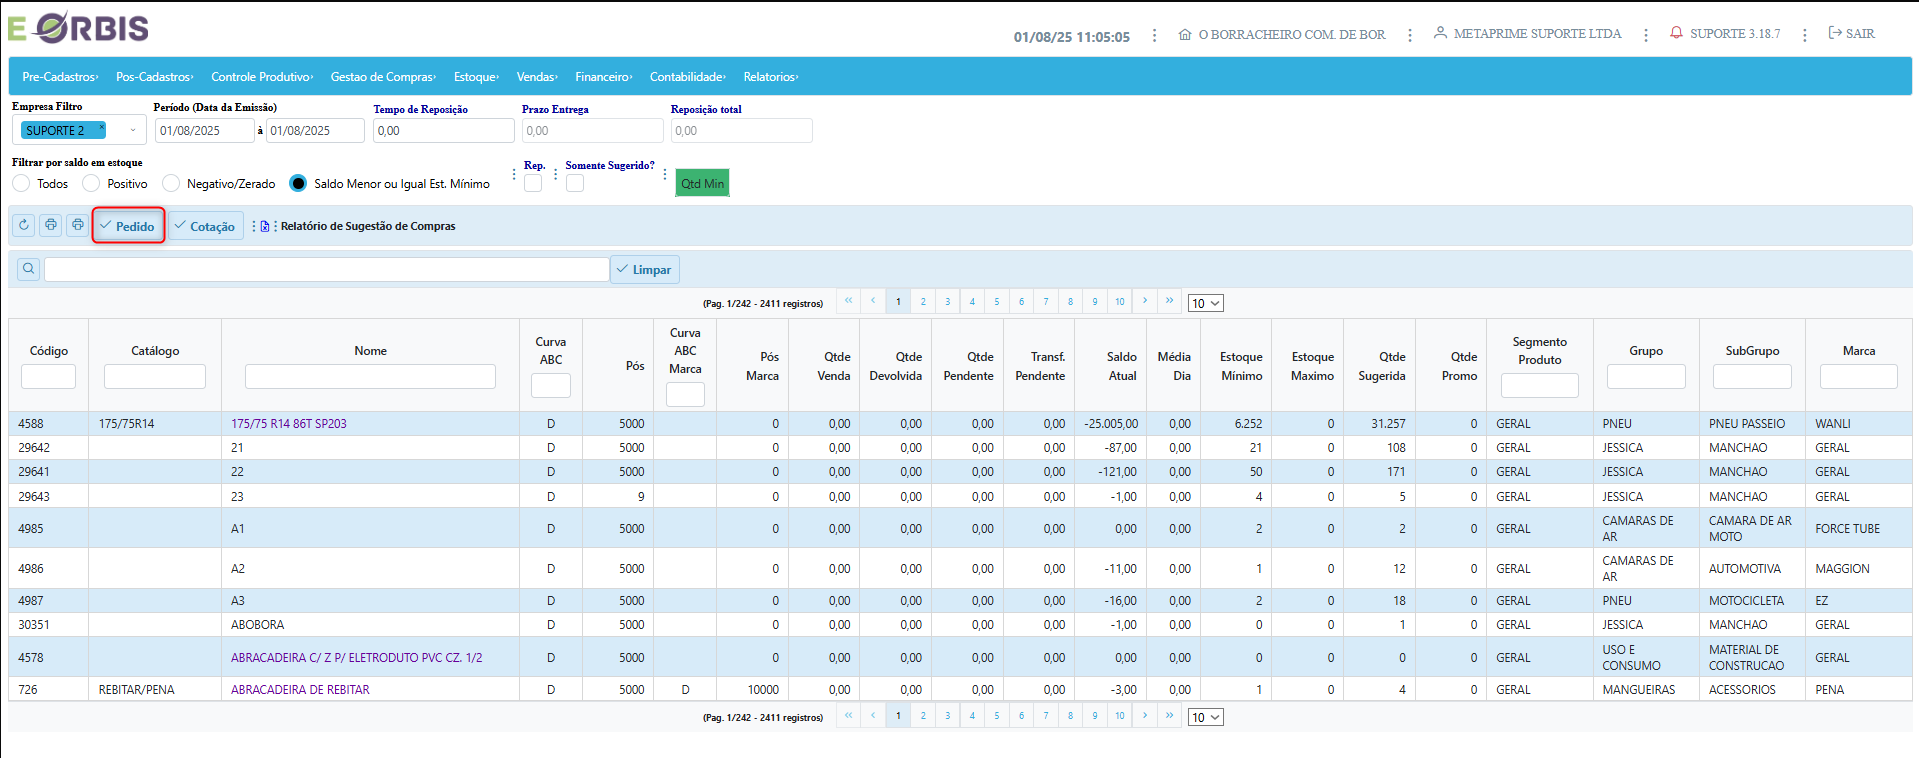 E ORBIS
01/08/25 11:05:05 O BORRACHEIRO COM. DE BOR METAPRIME SUPORTE LTDA SUPORTE 3.18.7 SAIR
Pre-Cadastros Pos-Cadastros Controle Produtivo Gestao de Compras Estoque Vendas Financeiro Contabilidade Relatorios
Empresa Filtro Período (Data da Emissão) Tempo de Reposição Prazo Entrega Reposição total
SUPORTE 2 × 01/08/2025 à 01/08/2025 0,00 0,00 0,00
Filtrar por saldo em estoque Rep. Somente Sugerido?
Todos Positivo Negativo/Zerado Saldo Menor ou Igual Est. Mínimo Qtd Min
Pedido Cotação Relatório de Sugestão de Compras
Limpar
(Pag. 1/242 - 2411 registros) 1 2 3 4 5 6 7 8 9 10 10
Código Catálogo Nome Curva ABC Pós Curva ABC Marca Pós Marca Qtde Venda Qtde Devolvida Qtde Pendente Transf. Pendente Saldo Atual Média Dia Estoque Mínimo Estoque Maximo Qtde Sugerida Qtde Promo Segmento Produto Grupo SubGrupo Marca
4588 175/75R14 175/75 R14 86T SP203 D 5000 0 0,00 0,00 0,00 0,00 -25.005,00 0,00 6.252 0 31.257 0 GERAL PNEU PNEU PASSEIO WANLI
29642 21 D 5000 0 0,00 0,00 0,00 0,00 -87,00 0,00 21 0 108 0 GERAL JESSICA MANCHAO GERAL
29641 22 D 5000 0 0,00 0,00 0,00 0,00 -121,00 0,00 50 0 171 0 GERAL JESSICA MANCHAO GERAL
29643 23 D 9 0 0,00 0,00 0,00 0,00 -1,00 0,00 4 0 5 0 GERAL JESSICA MANCHAO GERAL
4985 A1 D 5000 0 0,00 0,00 0,00 0,00 0,00 0,00 2 0 2 0 GERAL CAMARAS DE AR CAMARA DE AR MOTO FORCE TUBE
4986 A2 D 5000 0 0,00 0,00 0,00 0,00 -11,00 0,00 1 0 12 0 GERAL CAMARAS DE AR AUTOMOTIVA MAGGION
4987 A3 D 5000 0 0,00 0,00 0,00 0,00 -16,00 0,00 2 0 18 0 GERAL PNEU MOTOCICLETA EZ
30351 ABOBORA D 5000 0 0,00 0,00 0,00 0,00 -1,00 0,00 0 0 1 0 GERAL JESSICA MANCHAO GERAL
4578 ABRACADEIRA C/ Z P/ ELETRODUTO PVC CZ. 1/2 D 5000 0 0,00 0,00 0,00 0,00 0,00 0,00 0 0 0 0 GERAL USO E CONSUMO MATERIAL DE CONSTRUCAO GERAL
726 REBITAR/PENA ABRACADEIRA DE REBITAR D 5000 D 10000 0,00 0,00 0,00 0,00 -3,00 0,00 1 0 4 0 GERAL MANGUEIRAS ACESSORIOS PENA
(Pag. 1/242 - 2411 registros) 1 2 3 4 5 6 7 8 9 10 10